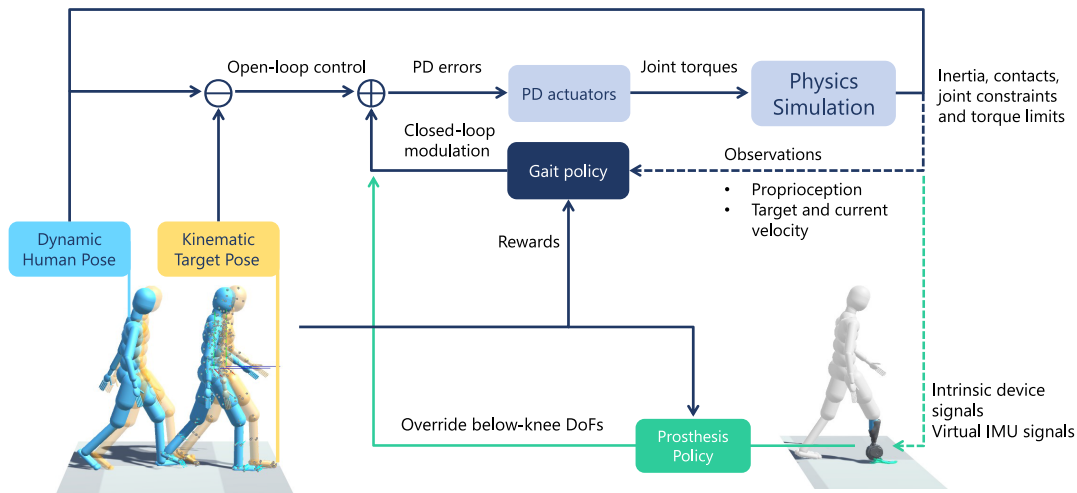 Open-loop control
PD errors
PD actuators
Joint torques
Physics
Simulation
Inertia, contacts,
joint constraints
and torque limits
Closed-loop
modulation
Gait policy
Observations
• Proprioception
• Target and current
velocity
Dynamic
Human Pose
Kinematic
Target Pose
Rewards
Override below-knee DoFs
Prosthesis
Policy
Intrinsic device
signals
Virtual IMU signals